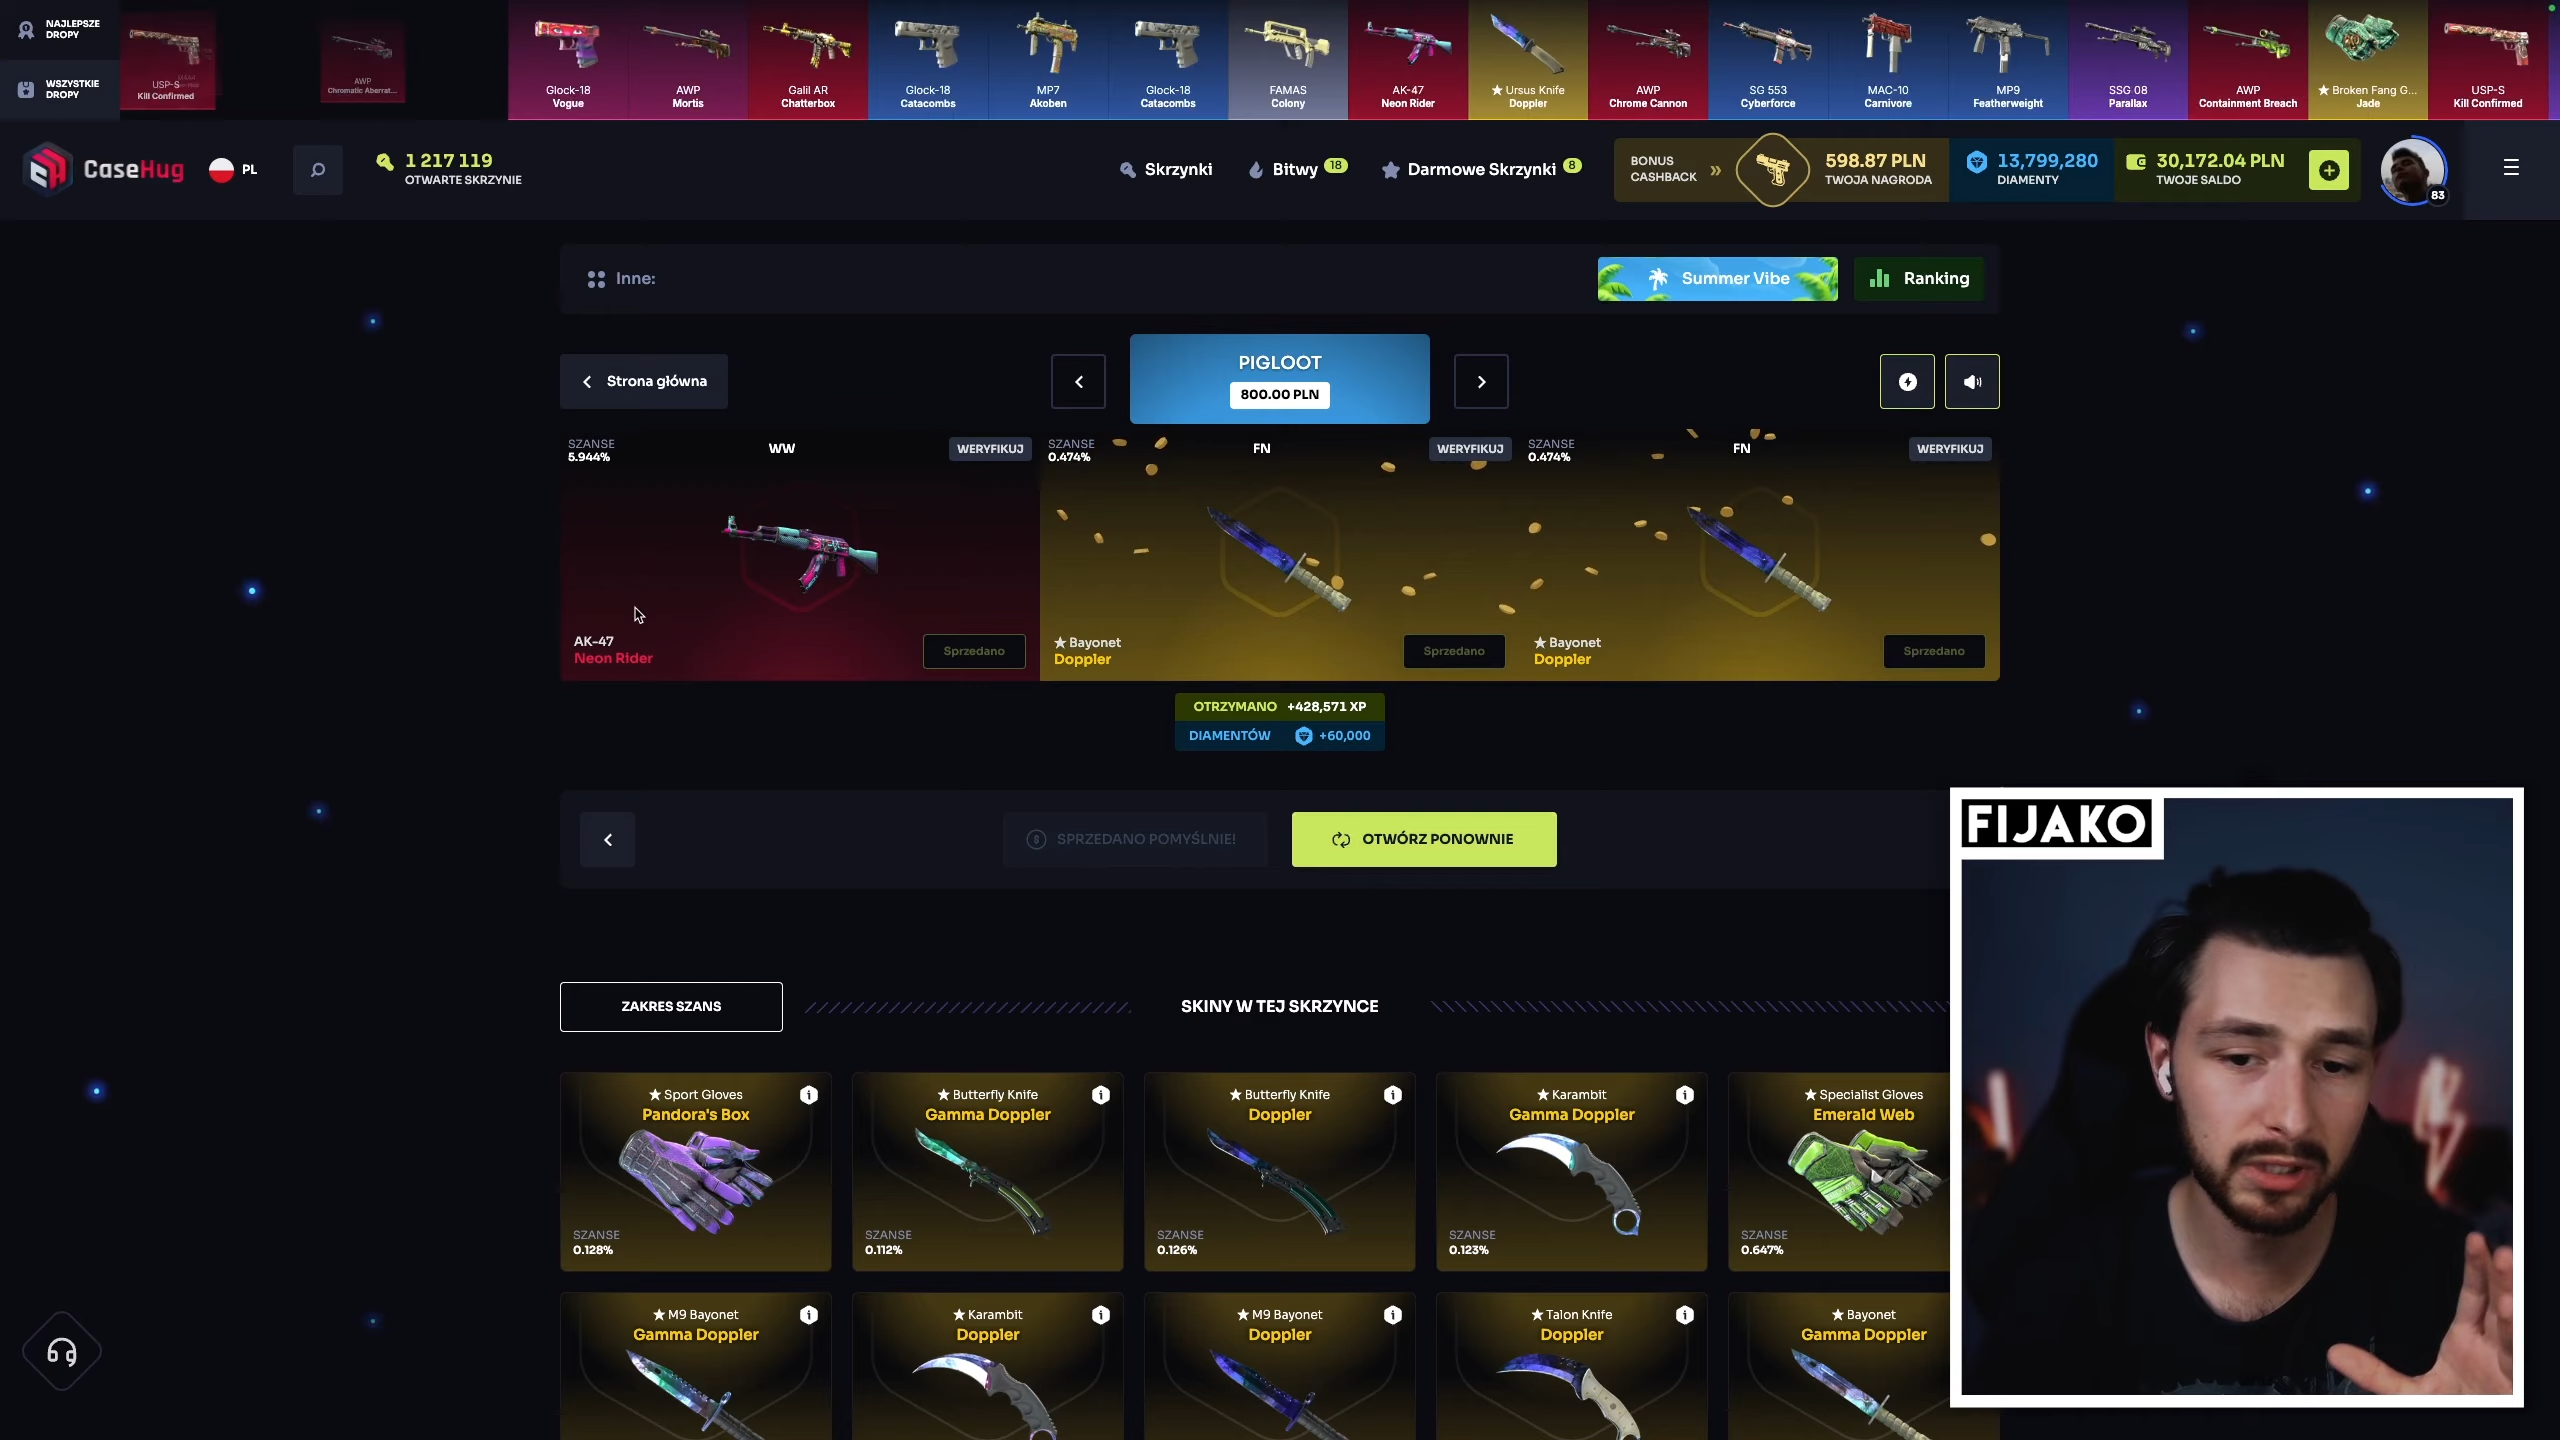 NAJLEPSZE
DROPY
WSZYSTKIE
DROPY
USP-S
Kill Confirmed
AWP
Chromatic Aberrat...
Glock-18
Vogue
AWP
Mortis
Galil AR
Chatterbox
Glock-18
Catacombs
MP7
Akoben
Glock-18
Catacombs
FAMAS
Colony
AK-47
Neon Rider
★ Ursus Knife
Doppler
AWP
Chrome Cannon
SG 553
Cyberforce
MAC-10
Carnivore
MP9
Featherweight
SSG 08
Parallax
AWP
Containment Breach
★ Broken Fang G...
Jade
USP-S
Kill Confirmed
CaseHug
PL
1 217 119
OTWARTE SKRZYNIE
Skrzynki
Bitwy 18
Darmowe Skrzynki 8
BONUS
CASHBACK »
598.87 PLN
TWOJA NAGRODA
13,799,280
DIAMENTY
30,172.04 PLN
TWOJE SALDO
83
Inne:
Summer Vibe
Ranking
Strona główna
PIGLOOT
800.00 PLN
SZANSE
5.944%
WW
WERYFIKUJ
AK-47
Neon Rider
Sprzedano
SZANSE
0.474%
FN
WERYFIKUJ
★ Bayonet
Doppler
Sprzedano
SZANSE
0.474%
FN
WERYFIKUJ
★ Bayonet
Doppler
Sprzedano
OTRZYMANO +428,571 XP
DIAMENTÓW +60,000
SPRZEDANO POMYŚLNIE!
OTWÓRZ PONOWNIE
FIJAKO
ZAKRES SZANS
SKINY W TEJ SKRZYNCE
★ Sport Gloves
Pandora's Box
SZANSE
0.128%
★ Butterfly Knife
Gamma Doppler
SZANSE
0.112%
★ Butterfly Knife
Doppler
SZANSE
0.126%
★ Karambit
Gamma Doppler
SZANSE
0.123%
★ Specialist Gloves
Emerald Web
SZANSE
0.647%
★ M9 Bayonet
Gamma Doppler
★ Karambit
Doppler
★ M9 Bayonet
Doppler
★ Talon Knife
Doppler
★ Bayonet
Gamma Doppler